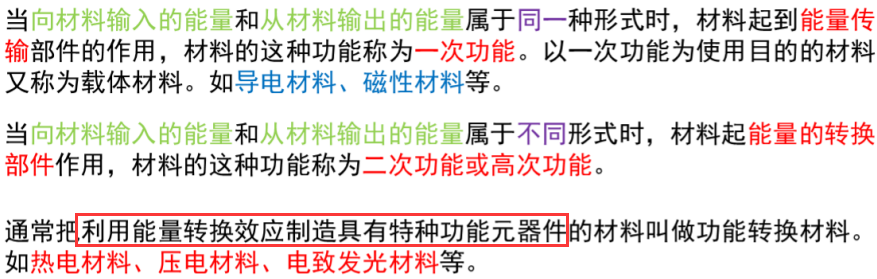 当向材料输入的能量和从材料输出的能量属于同一种形式时，材料起到能量传
输部件的作用，材料的这种功能称为一次功能。以一次功能为使用目的的材料
又称为载体材料。如导电材料、磁性材料等。
当向材料输入的能量和从材料输出的能量属于不同形式时，材料起能量的转换
部件作用，材料的这种功能称为二次功能或高次功能。
通常把利用能量转换效应制造具有特种功能元器件的材料叫做功能转换材料。
如热电材料、压电材料、电致发光材料等。